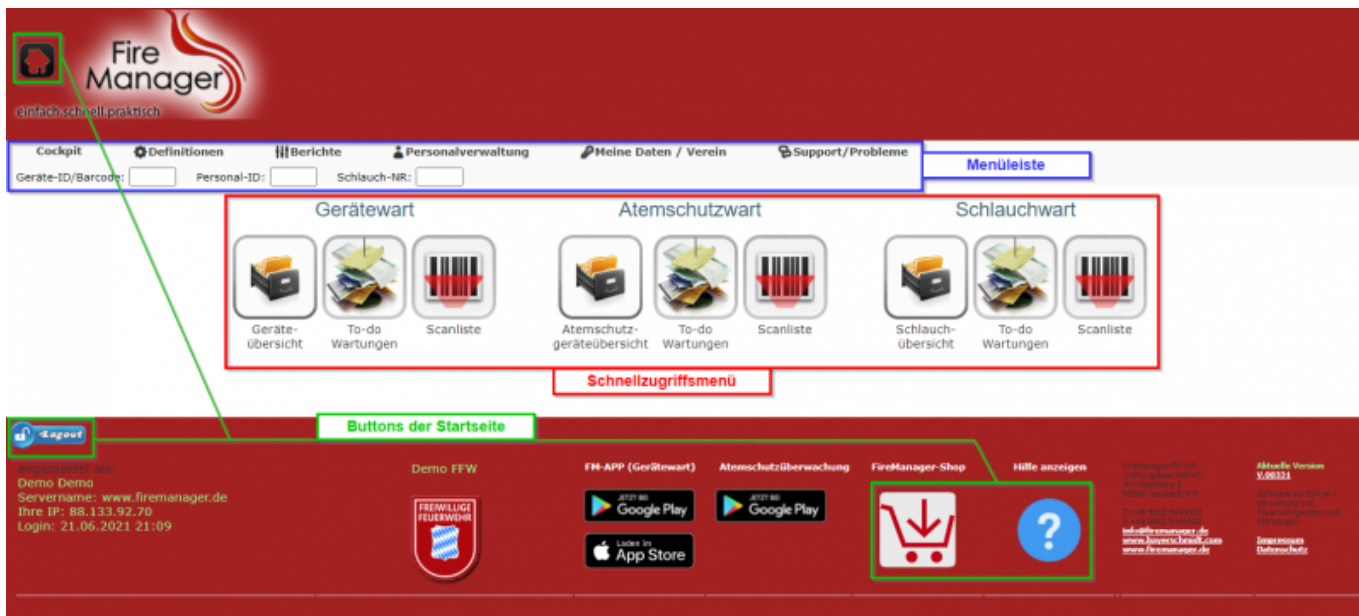 Fire
Manager
einfach.schnell.praktisch
Cockpit Definitionen Berichte Personalverwaltung Meine Daten / Verein Support/Probleme
Geräte-ID/Barcode: Personal-ID: Schlauch-NR:
Menüleiste
Gerätewart Atemschutzwart Schlauchwart
Geräte-
übersicht
To-do
Wartungen
Scanliste
Atemschutz-
geräteübersicht
To-do
Wartungen
Scanliste
Schlauch-
übersicht
To-do
Wartungen
Scanliste
Schnellzugriffsmenü
Buttons der Startseite
Logout
angemeldet als:
Demo Demo
Servername: www.firemanager.de
Ihre IP: 88.133.92.70
Login: 21.06.2021 21:09
Demo FFW
FREIWILLIGE
FEUERWEHR
FM-APP (Gerätewart)
JETZT BEI
Google Play
Laden im
App Store
Atemschutzüberwachung
JETZT BEI
Google Play
FireManager-Shop
Hilfe anzeigen
?
info@firemanager.de
www.bayerschmidt.com
www.firemanager.de
Aktuelle Version
V.00331
Impressum
Datenschutz